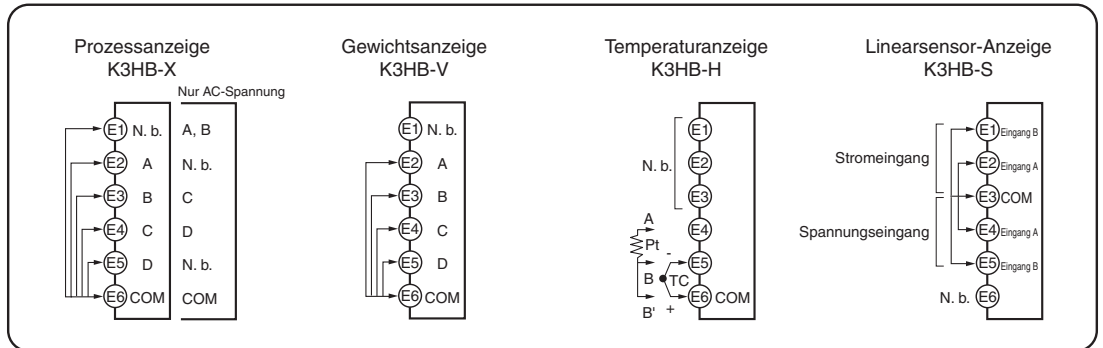 Prozessanzeige
K3HB-X
Nur AC-Spannung
E1 N. b. A, B
E2 A N. b.
E3 B C
E4 C D
E5 D N. b.
E6 COM COM
Gewichtsanzeige
K3HB-V
E1 N. b.
E2 A
E3 B
E4 C
E5 D
E6 COM
Temperaturanzeige
K3HB-H
E1
N. b. E2
E3
A E4
Pt -
B TC E5
B' + E6 COM
Linearsensor-Anzeige
K3HB-S
Stromeingang
Spannungseingang
E1 Eingang B
E2 Eingang A
E3 COM
E4 Eingang A
E5 Eingang B
N. b. E6